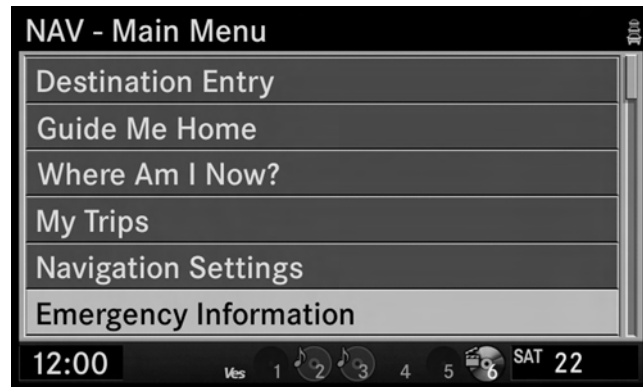 NAV - Main Menu
Destination Entry
Guide Me Home
Where Am I Now?
My Trips
Navigation Settings
Emergency Information
12:00 Ves 1 2 3 4 5 6 SAT 22